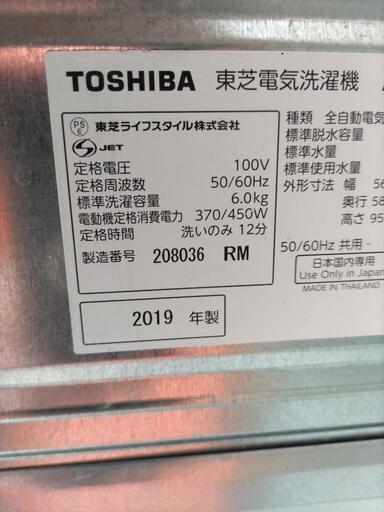 TOSHIBA 東芝電気洗濯機
PS E 東芝ライフスタイル株式会社
S JET
定格電圧 100V
定格周波数 50/60Hz
標準洗濯容量 6.0kg
電動機定格消費電力 370/450W
定格時間 洗いのみ 12分
製造番号 208036 RM
2019 年製
種類 全自動電気
標準脱水容量
標準水量
標準使用水量
外形寸法 幅 56
奥行 58
高さ 95
50/60Hz 共用
日本国内専用
Use Only in Japan
MADE IN THAILAND